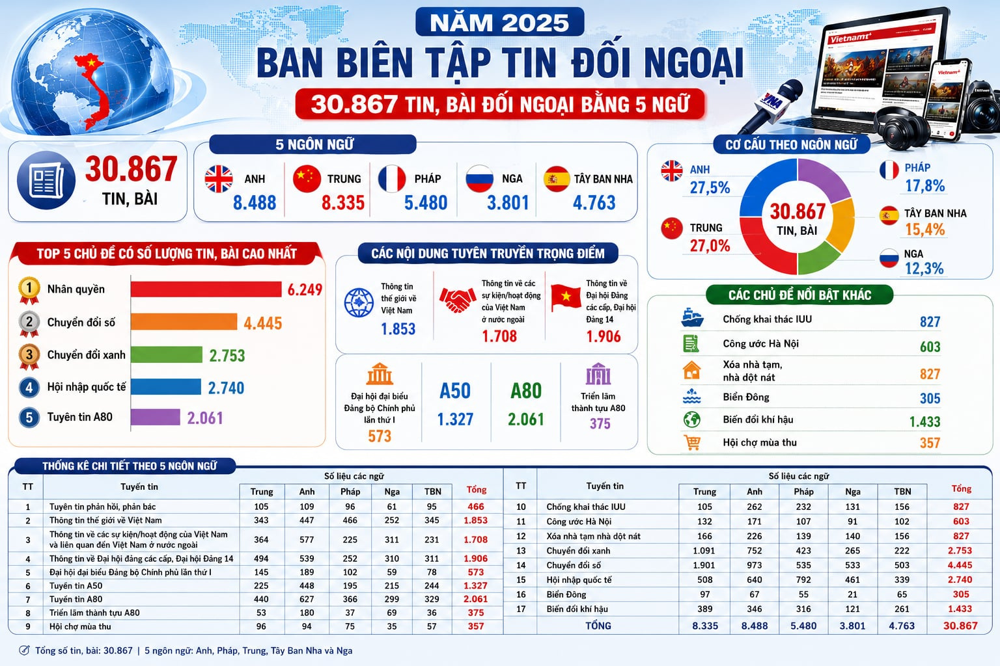 NĂM 2025
BAN BIÊN TẬP TIN ĐỐI NGOẠI
30.867 TIN, BÀI ĐỐI NGOẠI BẰNG 5 NGỮ
VNA
Vietnam+
Vietnam+
30.867
TIN, BÀI
5 NGÔN NGỮ
ANH
8.488
TRUNG
8.335
PHÁP
5.480
NGA
3.801
TÂY BAN NHA
4.763
CƠ CẤU THEO NGÔN NGỮ
ANH
27,5%
TRUNG
27,0%
30.867
TIN, BÀI
PHÁP
17,8%
TÂY BAN NHA
15,4%
NGA
12,3%
TOP 5 CHỦ ĐỀ CÓ SỐ LƯỢNG TIN, BÀI CAO NHẤT
1 Nhân quyền 6.249
2 Chuyển đổi số 4.445
3 Chuyển đổi xanh 2.753
4 Hội nhập quốc tế 2.740
5 Tuyên tin A80 2.061
CÁC NỘI DUNG TUYÊN TRUYỀN TRỌNG ĐIỂM
Thông tin
thế giới về
Việt Nam
1.853
Thông tin về các
sự kiện/hoạt động
của Việt Nam
ở nước ngoài
1.708
Thông tin về
Đại hội Đảng
các cấp, Đại hội
Đảng 14
1.906
Đại hội đại biểu
Đảng bộ Chính phủ
lần thứ I
573
A50
1.327
A80
2.061
Triển lãm
thành tựu A80
375
CÁC CHỦ ĐỀ NỔI BẬT KHÁC
Chống khai thác IUU 827
Công ước Hà Nội 603
Xóa nhà tạm,
nhà dột nát 827
Biển Đông 305
Biến đổi khí hậu 1.433
Hội chợ mùa thu 357
THỐNG KÊ CHI TIẾT THEO 5 NGÔN NGỮ
TT Tuyến tin Số liệu các ngữ Tổng
Trung Anh Pháp Nga TBN
1 Tuyên tin phản hồi, phản bác 105 109 96 61 95 466
2 Thông tin thế giới về Việt Nam 343 447 466 252 345 1.853
3 Thông tin về các sự kiện/hoạt động của Việt Nam
và liên quan đến Việt Nam ở nước ngoài 364 577 225 311 231 1.708
4 Thông tin về Đại hội đảng các cấp, Đại hội Đảng 14 494 539 252 310 311 1.906
5 Đại hội đại biểu Đảng bộ Chính phủ lần thứ I 145 189 102 59 78 573
6 Tuyến tin A50 225 448 195 215 244 1.327
7 Tuyến tin A80 440 627 366 299 329 2.061
8 Triển lãm thành tựu A80 53 180 37 69 36 375
9 Hội chợ mùa thu 96 94 75 35 57 357
TT Tuyến tin Số liệu các ngữ Tổng
Trung Anh Pháp Nga TBN
10 Chống khai thác IUU 105 262 232 131 156 827
11 Công ước Hà Nội 132 171 107 91 102 603
12 Xóa nhà tạm nhà dột nát 166 226 139 140 156 827
13 Chuyển đổi xanh 1.091 752 423 265 222 2.753
14 Chuyển đổi số 1.901 973 535 533 503 4.445
15 Hội nhập quốc tế 508 640 792 461 339 2.740
16 Biển Đông 97 67 55 21 65 305
17 Biến đổi khí hậu 389 346 316 121 261 1.433
TỔNG 8.335 8.488 5.480 3.801 4.763 30.867
Tổng số tin, bài: 30.867 | 5 ngôn ngữ: Anh, Pháp, Trung, Tây Ban Nha và Nga